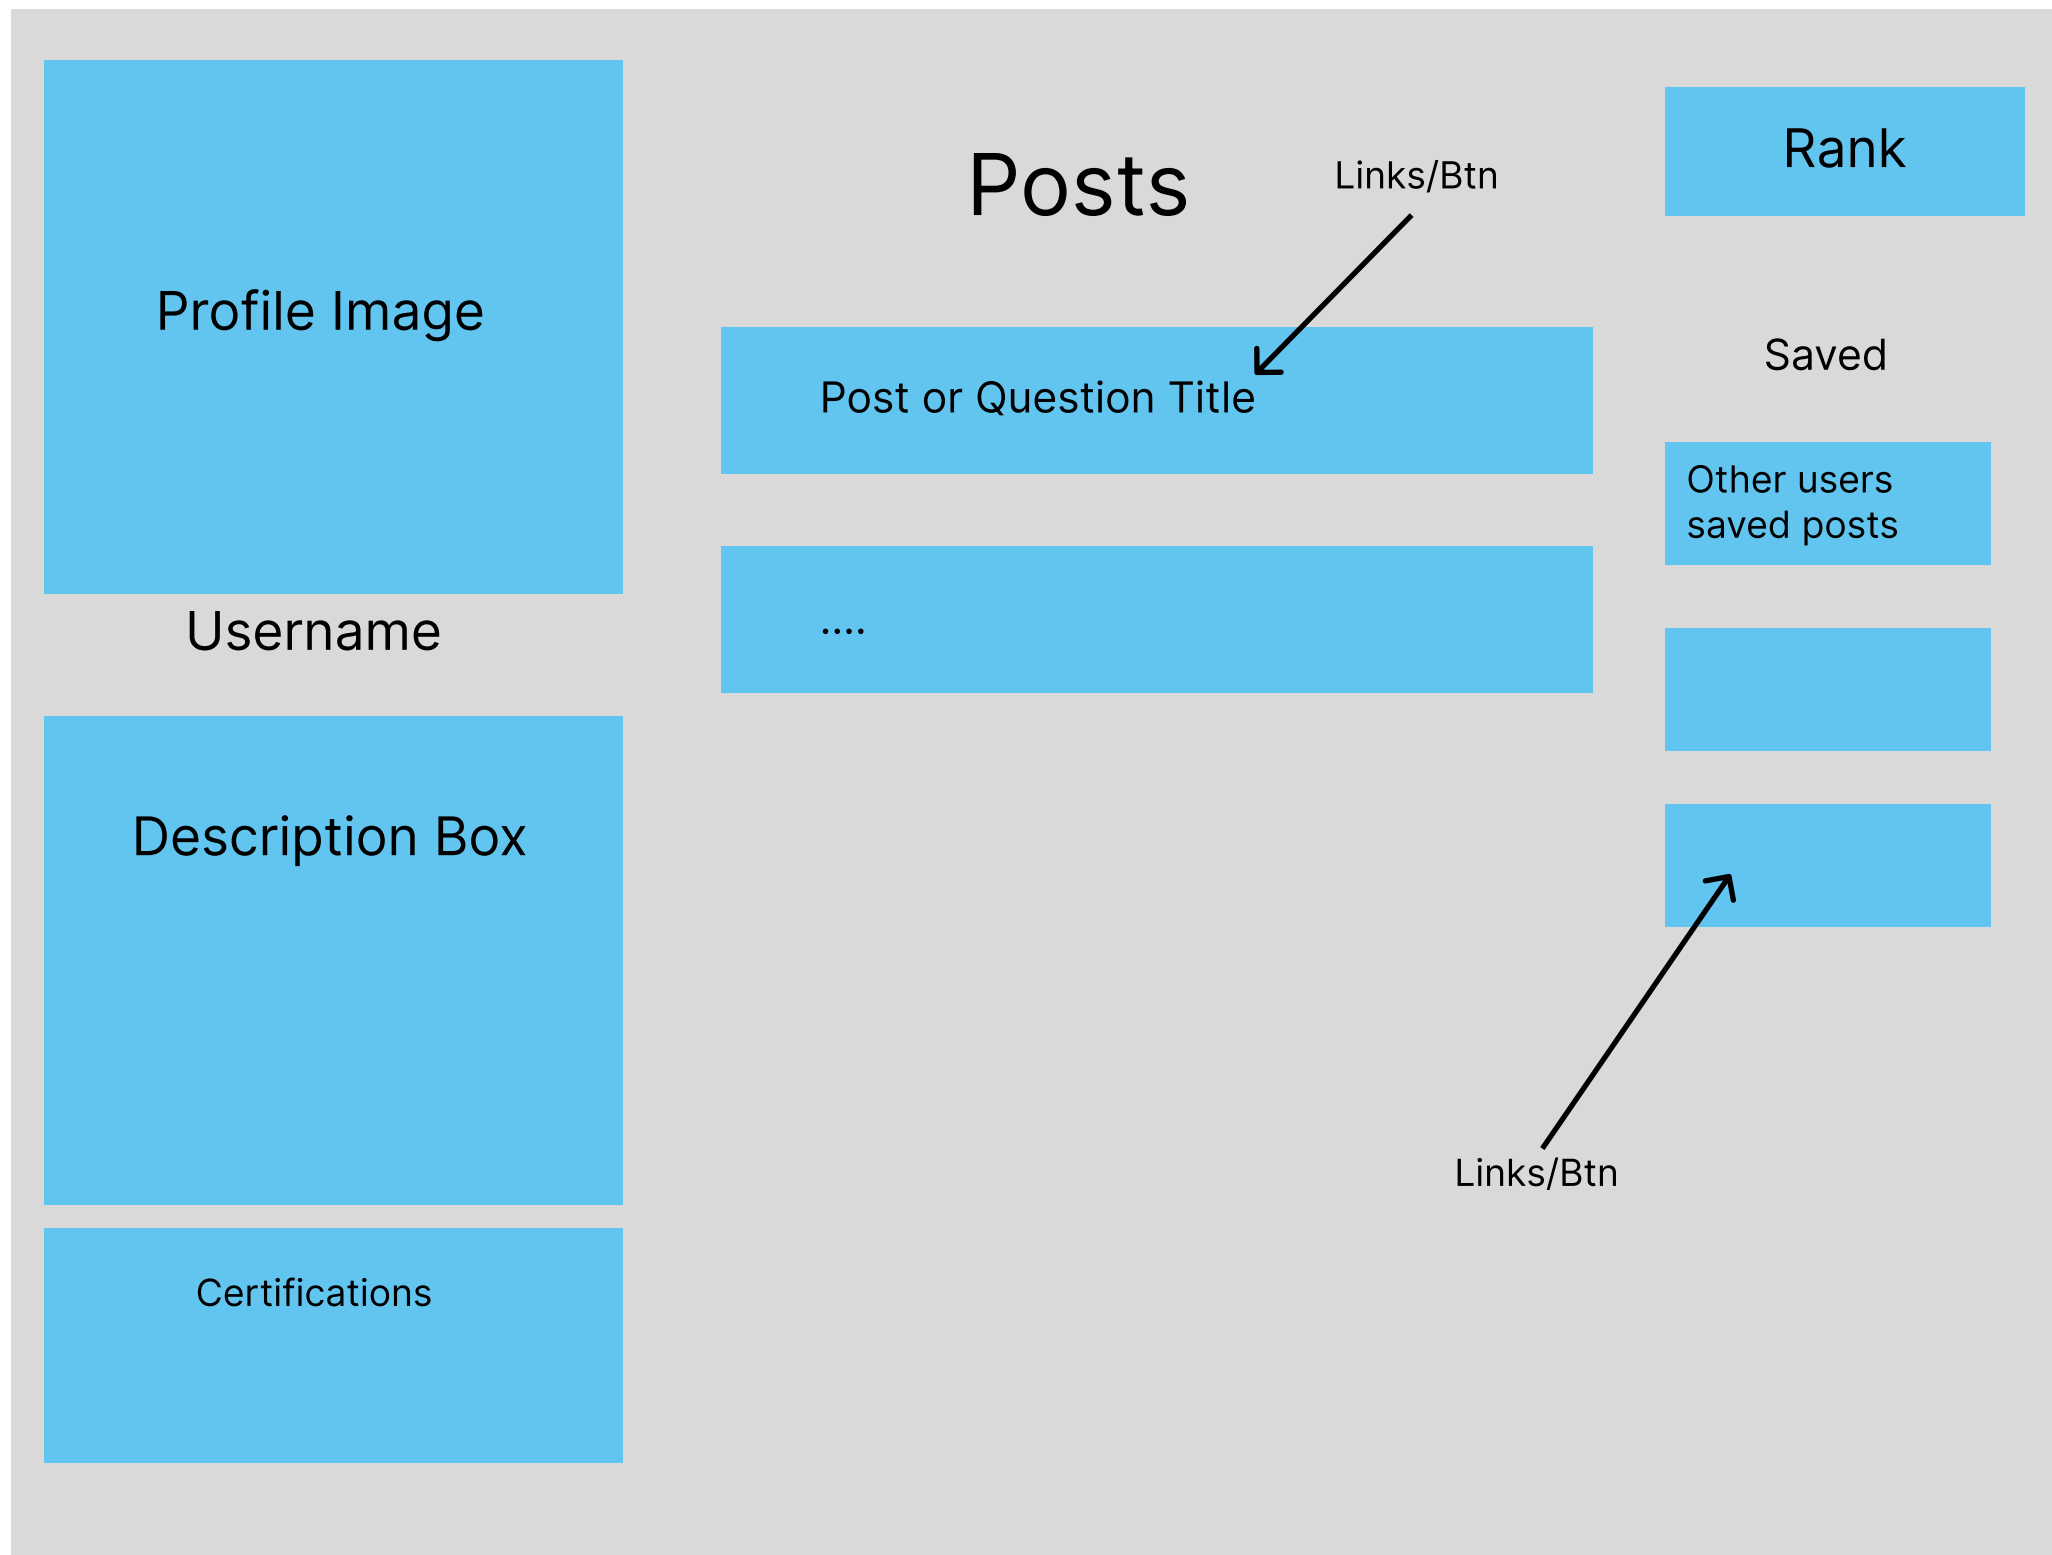 Profile Image
Username
Description Box
Certifications
Posts
Links/Btn
Post or Question Title
....
Rank
Saved
Other users
saved posts
Links/Btn